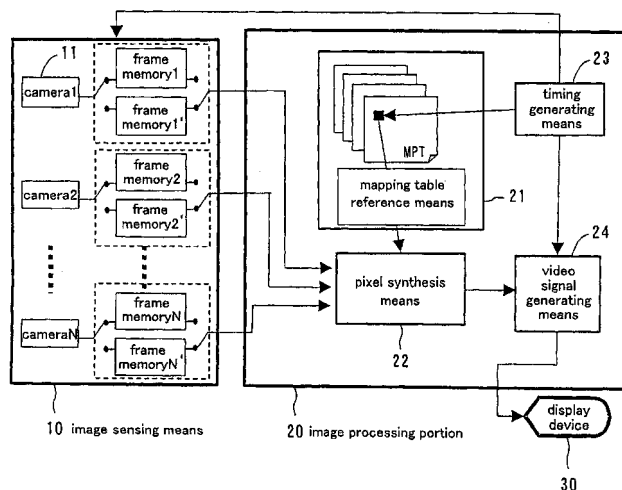 11
camera1
frame
memory1
frame
memory1'
camera2
frame
memory2
frame
memory2'
cameraN
frame
memoryN
frame
memoryN'
10 image sensing means
MPT
mapping table
reference means
21
23
timing
generating
means
pixel synthesis
means
22
24
video
signal
generating
means
20 image processing portion
display
device
30